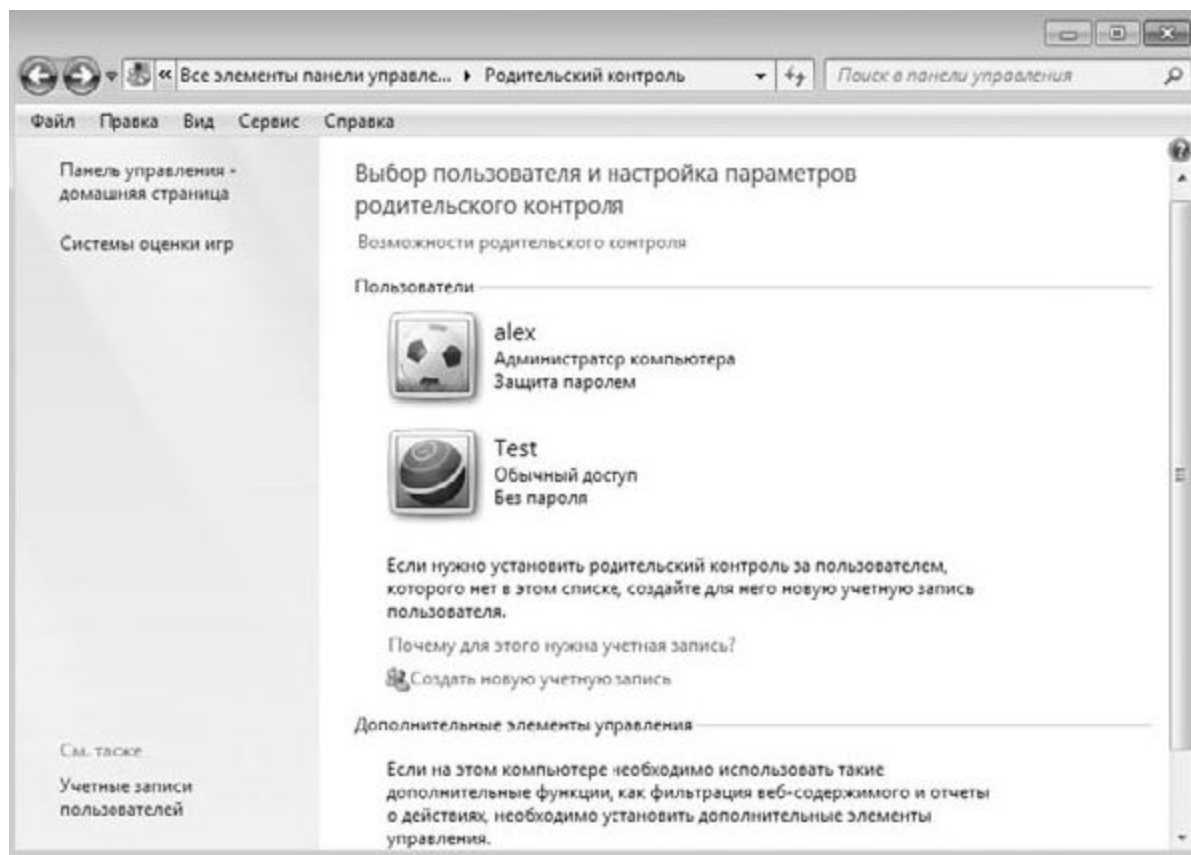 « Все элементы панели управле... Родительский контроль
Поиск в панели управления
Файл Правка Вид Сервис Справка
Панель управления -
домашняя страница
Системы оценки игр
См. также
Учетные записи
пользователей
Выбор пользователя и настройка параметров
родительского контроля
Возможности родительского контроля
Пользователи
alex
Администратор компьютера
Защита паролем
Test
Обычный доступ
Без пароля
Если нужно установить родительский контроль за пользователем,
которого нет в этом списке, создайте для него новую учетную запись
пользователя.
Почему для этого нужна учетная запись?
Создать новую учетную запись
Дополнительные элементы управления
Если на этом компьютере необходимо использовать такие
дополнительные функции, как фильтрация веб-содержимого и отчеты
о действиях, необходимо установить дополнительные элементы
управления.